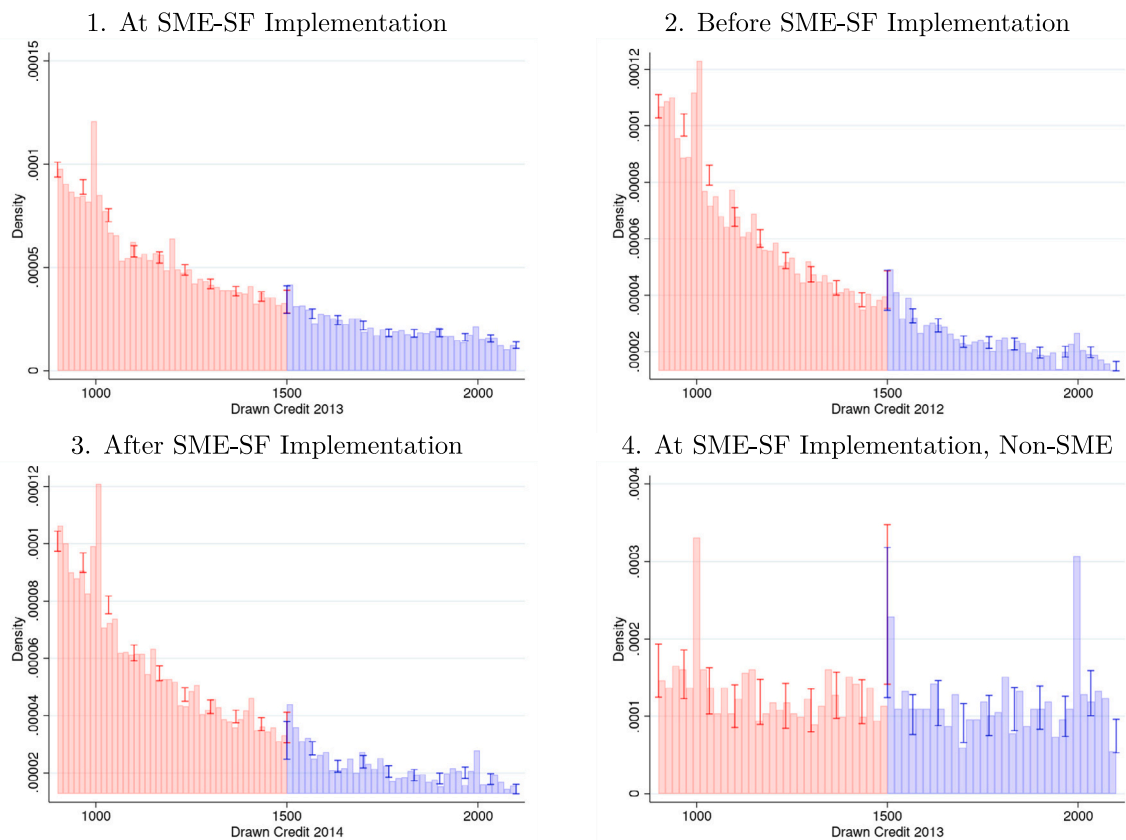 1. At SME-SF Implementation
.00015
.0001
.00005
0
Density
1000 1500 2000
Drawn Credit 2013
2. Before SME-SF Implementation
.00012
.0001
.00008
.00006
.00004
.00002
Density
1000 1500 2000
Drawn Credit 2012
3. After SME-SF Implementation
.00012
.0001
.00008
.00006
.00004
.00002
Density
1000 1500 2000
Drawn Credit 2014
4. At SME-SF Implementation, Non-SME
.0004
.0003
.0002
.0001
0
Density
1000 1500 2000
Drawn Credit 2013